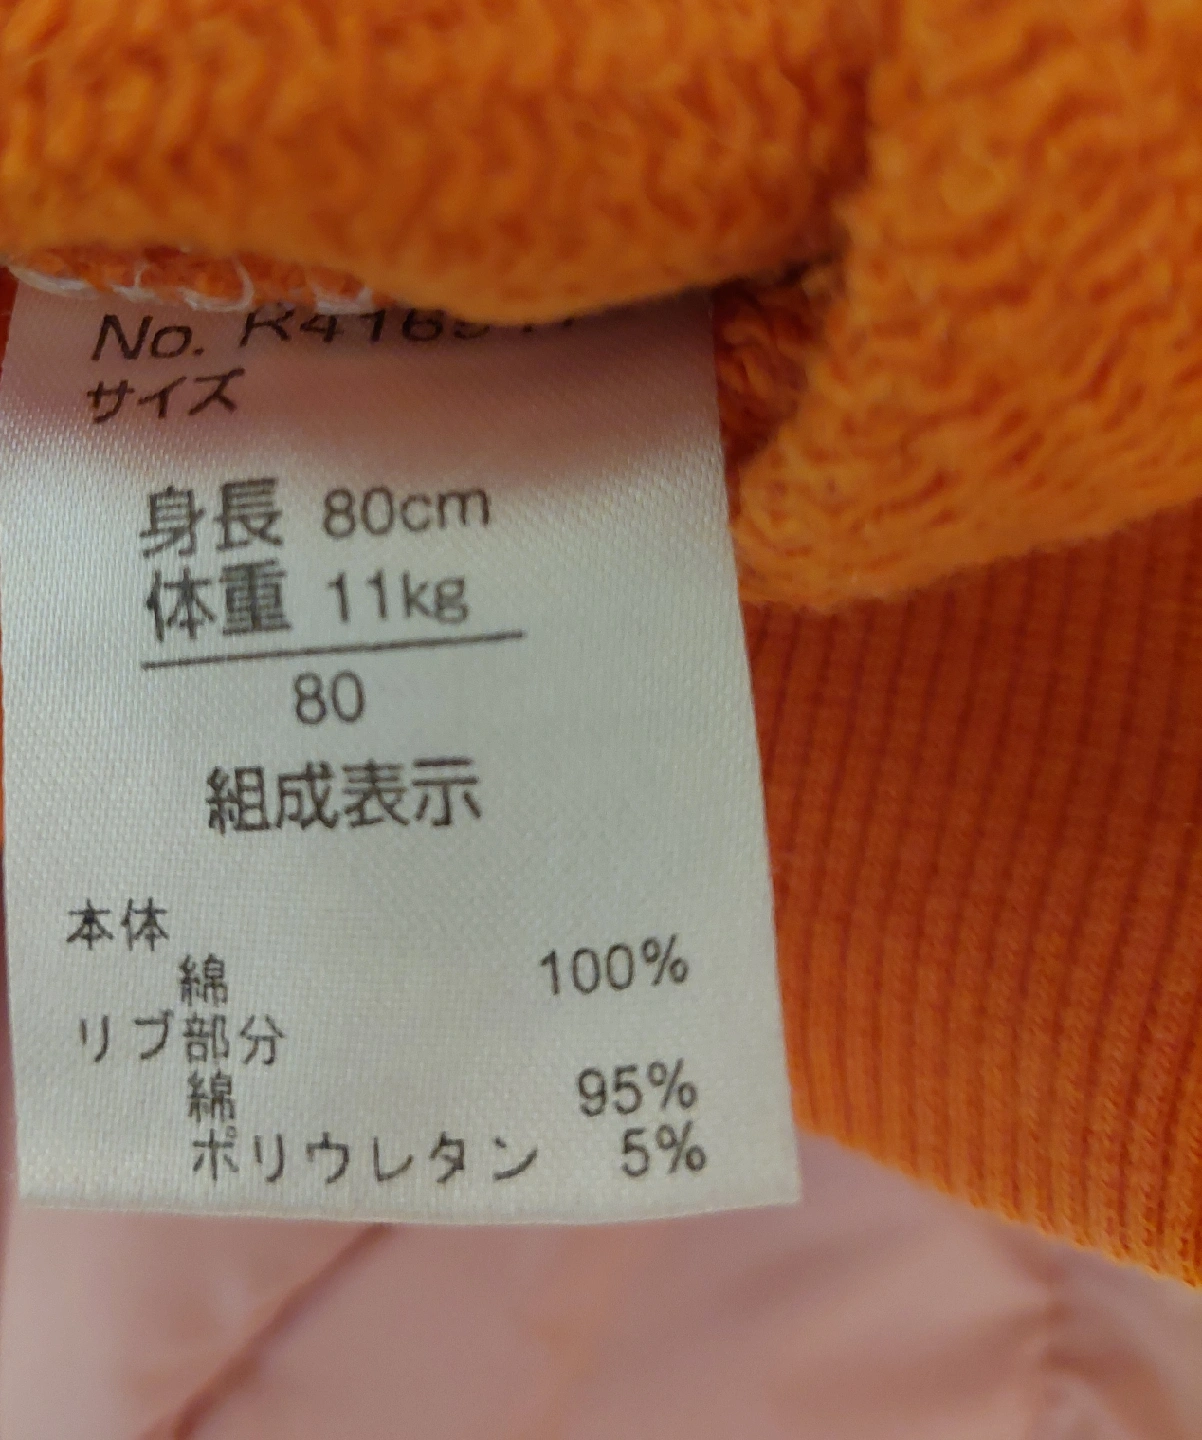 No.
サイズ
身長 80cm
体重 11kg
80
組成表示
本体
綿 100%
リブ部分
綿 95%
ポリウレタン 5%